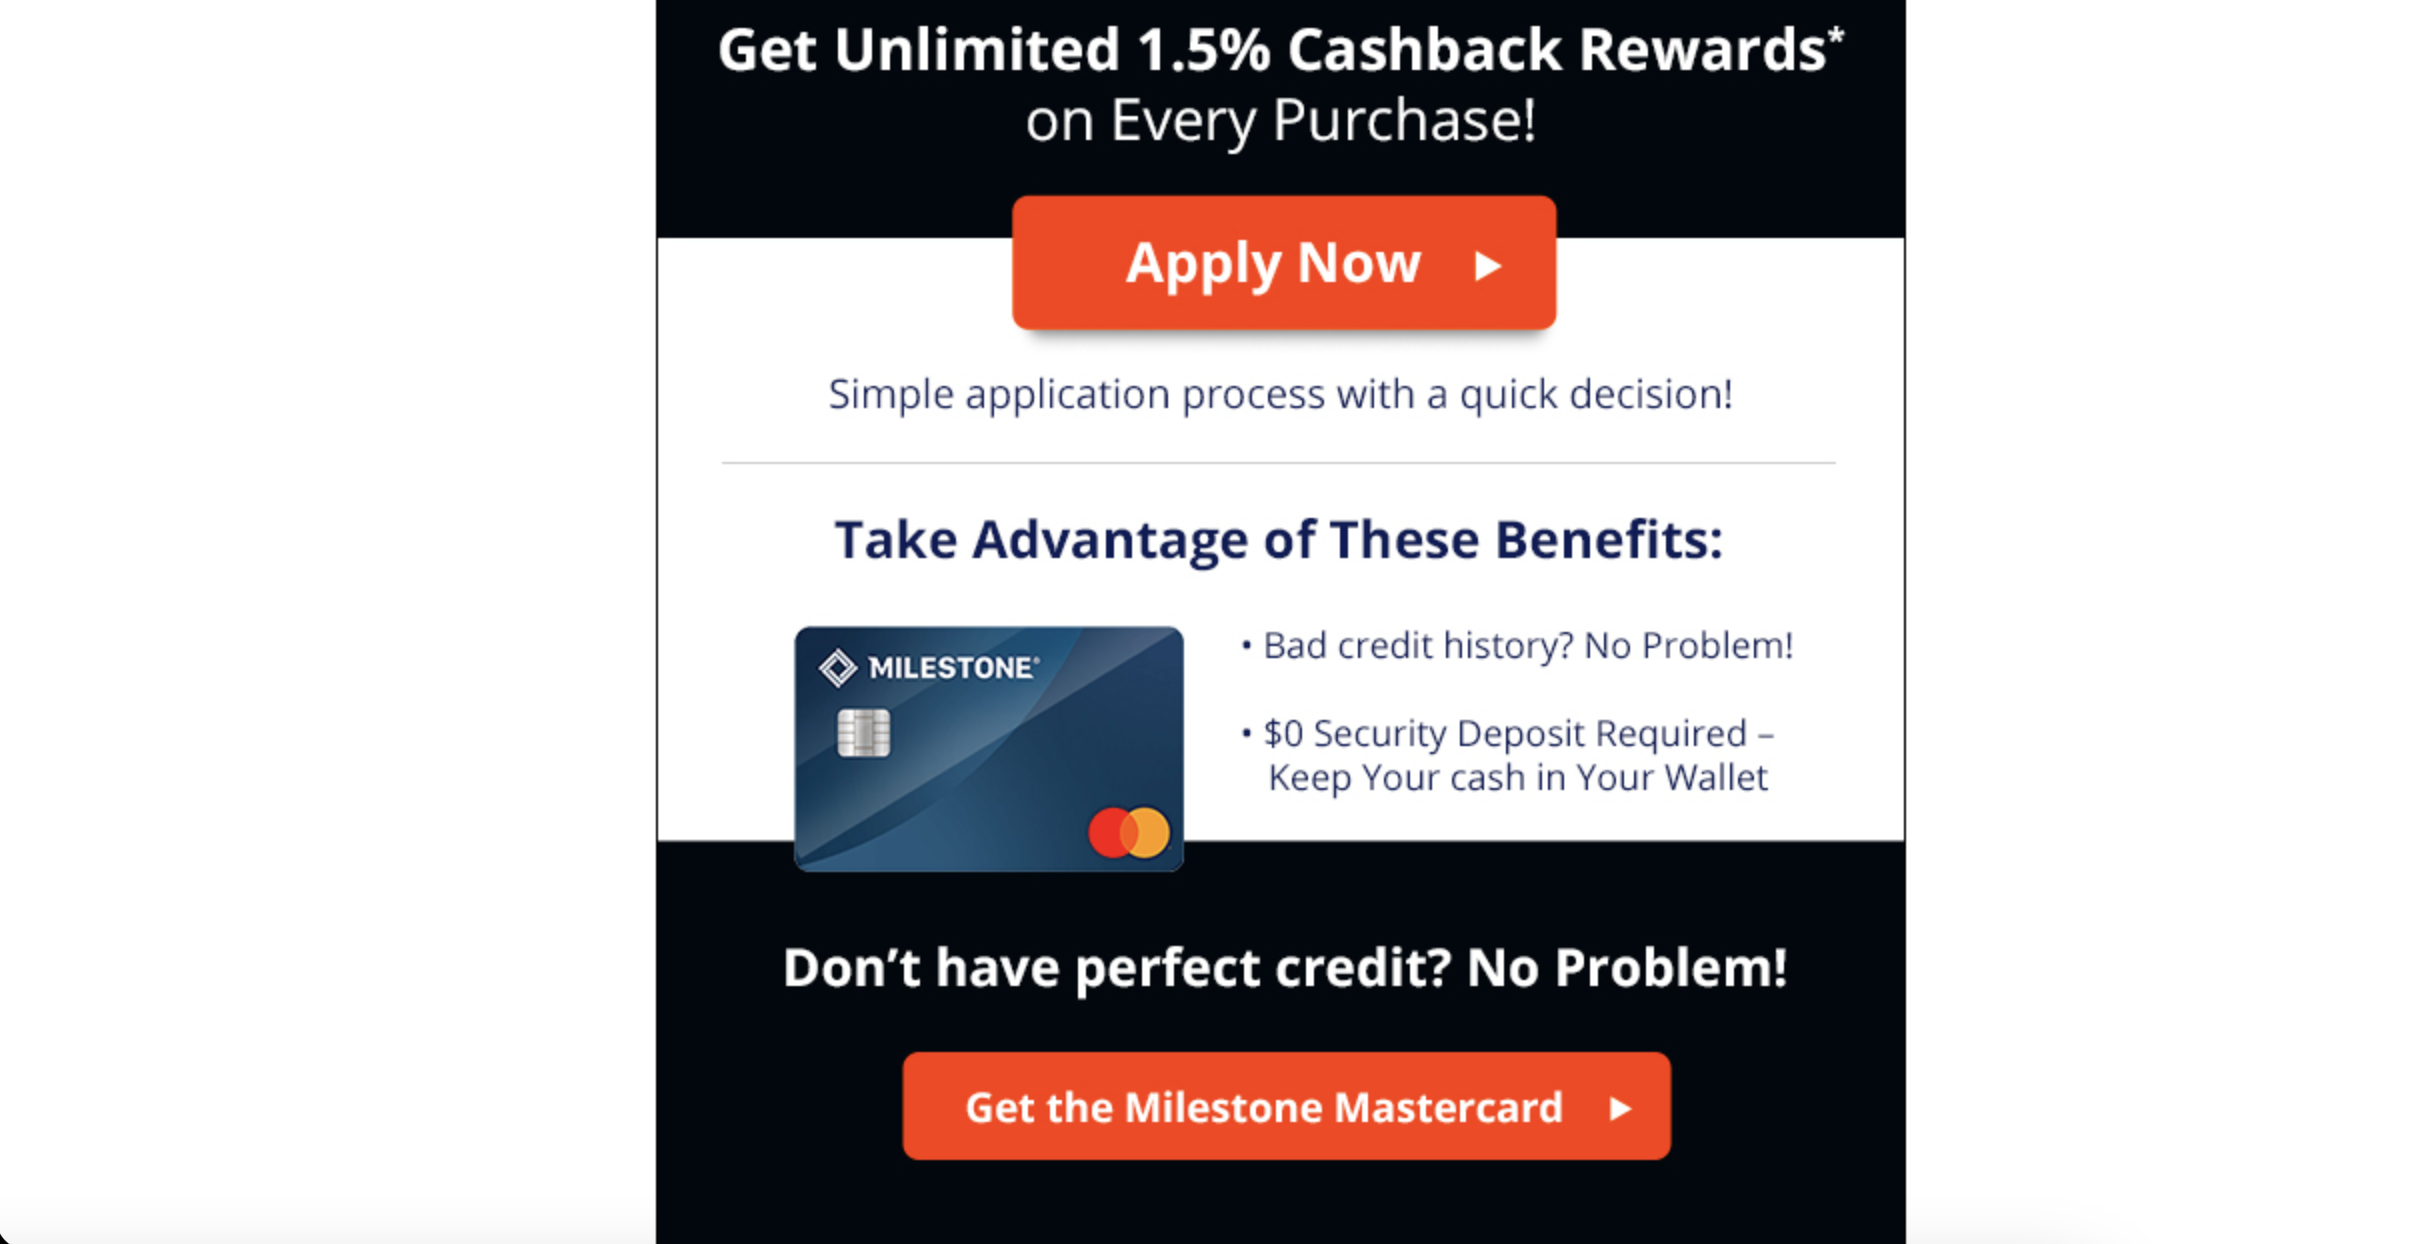 Get Unlimited 1.5% Cashback Rewards*
on Every Purchase!
Apply Now
Simple application process with a quick decision!
Take Advantage of These Benefits:
MILESTONE®
• Bad credit history? No Problem!
• $0 Security Deposit Required –
Keep Your cash in Your Wallet
Don’t have perfect credit? No Problem!
Get the Milestone Mastercard